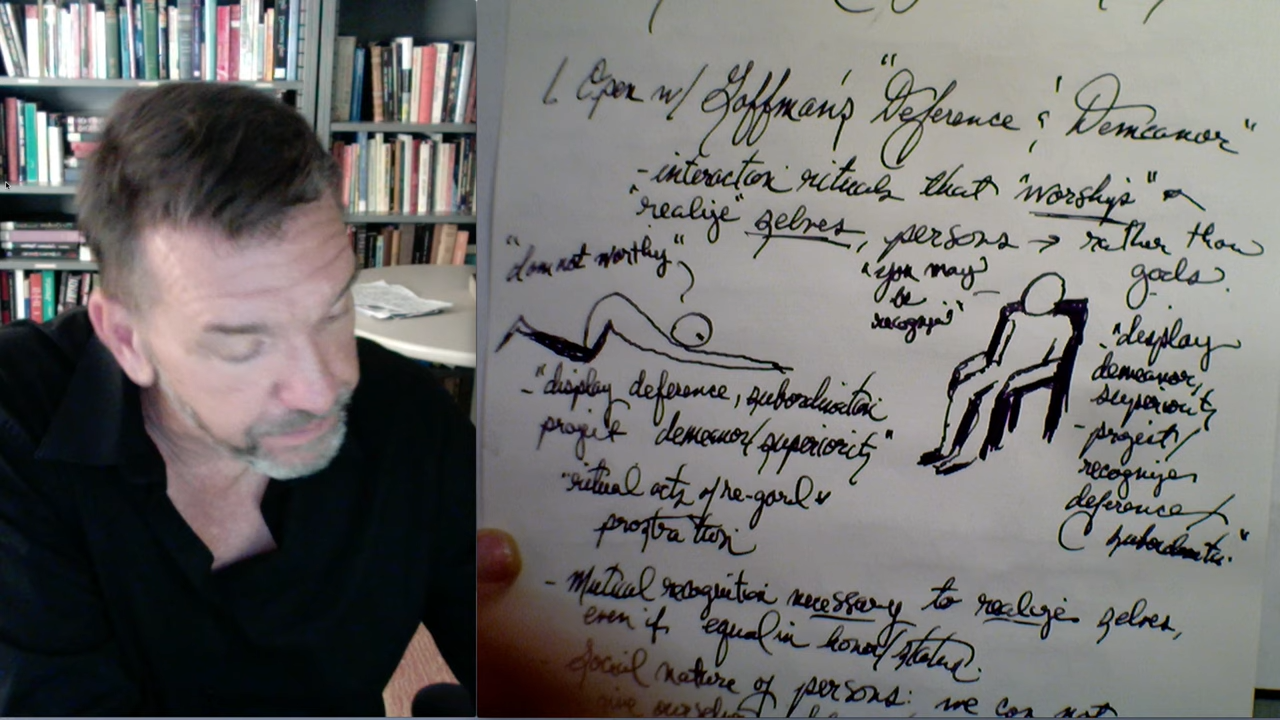 1 Open w/ Goffman's "Deference & Demeanor"
- interaction rituals that "worship" &
"realize" selves, persons → rather than
gods.
"I am not worthy"
"you may
be
recognized"
- "display deference, subordination
project demeanor/superiority"
"ritual acts of re-gard &
prostration
- "display
demeanor,
superiority
- project/
recognize
deference/
subordination."
- Mutual recognition necessary to realize selves,
even if equal in honor/status.
- Social nature of persons: we can not
give ourselves